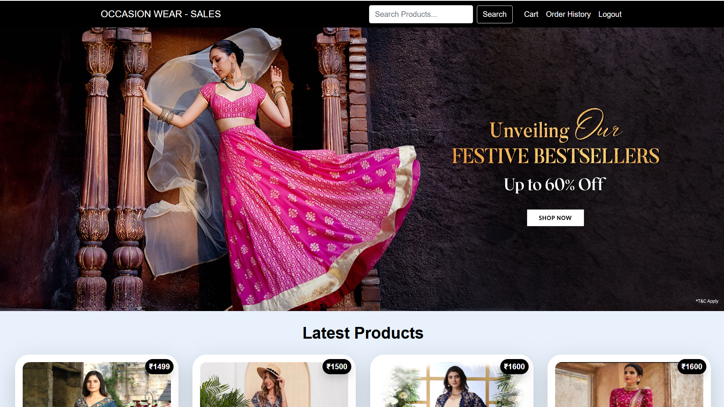 OCCASION WEAR - SALES
Search Products...
Search
Cart
Order History
Logout
Unveiling Our
FESTIVE BESTSELLERS
Up to 60% Off
SHOP NOW
*T&C Apply
Latest Products
₹1499
₹1500
₹1600
₹1600